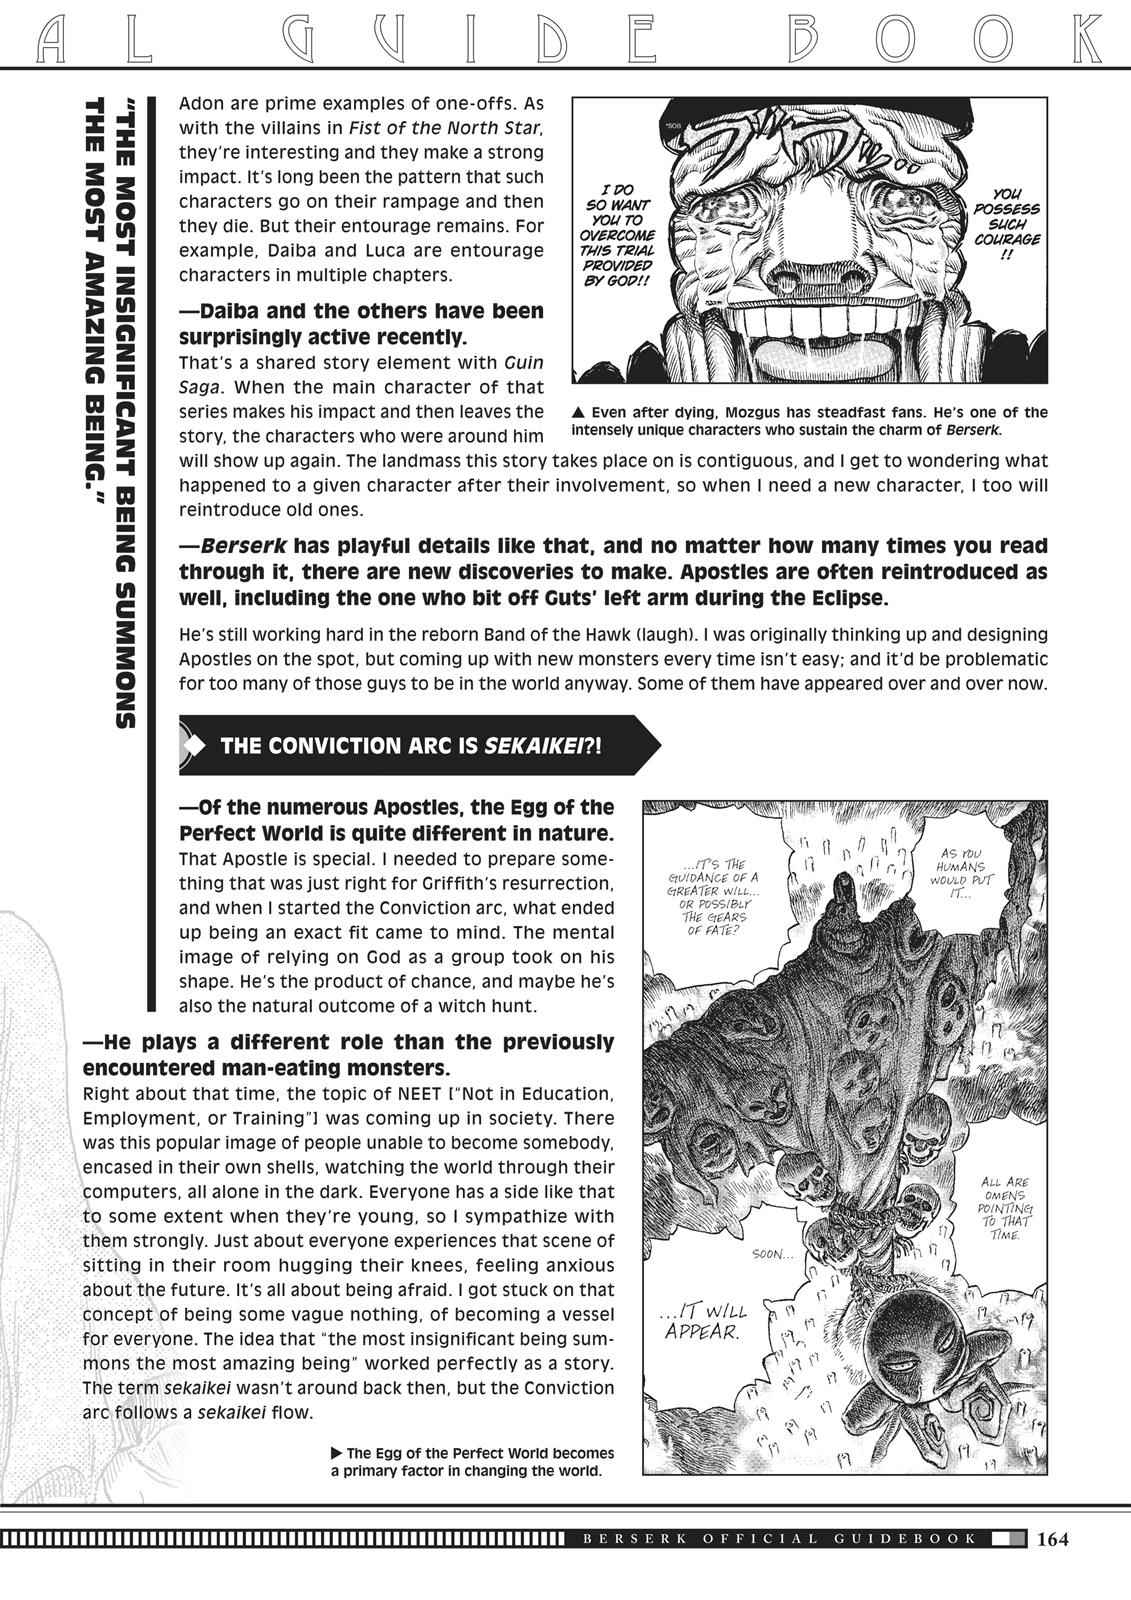 AL GUIDE BOOK
"THE MOST INSIGNIFICANT BEING SUMMONS
THE MOST AMAZING BEING."
Adon are prime examples of one-offs. As
with the villains in Fist of the North Star,
they're interesting and they make a strong
impact. It's long been the pattern that such
characters go on their rampage and then
they die. But their entourage remains. For
example, Daiba and Luca are entourage
characters in multiple chapters.
—Daiba and the others have been
surprisingly active recently.
That's a shared story element with Guin
Saga. When the main character of that
series makes his impact and then leaves the
story, the characters who were around him
will show up again. The landmass this story takes place on is contiguous, and I get to wondering what
happened to a given character after their involvement, so when I need a new character, I too will
reintroduce old ones.
*SOB
I DO
SO WANT
YOU TO
OVERCOME
THIS TRIAL
PROVIDED
BY GOD!!
YOU
POSSESS
SUCH
COURAGE
!!
▲ Even after dying, Mozgus has steadfast fans. He's one of the
intensely unique characters who sustain the charm of Berserk.
—Berserk has playful details like that, and no matter how many times you read
through it, there are new discoveries to make. Apostles are often reintroduced as
well, including the one who bit off Guts' left arm during the Eclipse.
He's still working hard in the reborn Band of the Hawk (laugh). I was originally thinking up and designing
Apostles on the spot, but coming up with new monsters every time isn't easy; and it'd be problematic
for too many of those guys to be in the world anyway. Some of them have appeared over and over now.
THE CONVICTION ARC IS SEKAIKEI?!
—Of the numerous Apostles, the Egg of the
Perfect World is quite different in nature.
That Apostle is special. I needed to prepare some-
thing that was just right for Griffith's resurrection,
and when I started the Conviction arc, what ended
up being an exact fit came to mind. The mental
image of relying on God as a group took on his
shape. He's the product of chance, and maybe he's
also the natural outcome of a witch hunt.
—He plays a different role than the previously
encountered man-eating monsters.
Right about that time, the topic of NEET ["Not in Education,
Employment, or Training"] was coming up in society. There
was this popular image of people unable to become somebody,
encased in their own shells, watching the world through their
computers, all alone in the dark. Everyone has a side like that
to some extent when they're young, so I sympathize with
them strongly. Just about everyone experiences that scene of
sitting in their room hugging their knees, feeling anxious
about the future. It's all about being afraid. I got stuck on that
concept of being some vague nothing, of becoming a vessel
for everyone. The idea that "the most insignificant being sum-
mons the most amazing being" worked perfectly as a story.
The term sekaikei wasn't around back then, but the Conviction
arc follows a sekaikei flow.
▶ The Egg of the Perfect World becomes
a primary factor in changing the world.
AS YOU
HUMANS
WOULD PUT
IT...
...IT'S THE
GUIDANCE OF A
GREATER WILL...
OR POSSIBLY
THE GEARS
OF FATE?
ALL ARE
OMENS
POINTING
TO THAT
TIME.
SOON...
...IT WILL
APPEAR.
BERSERK OFFICIAL GUIDEBOOK
164